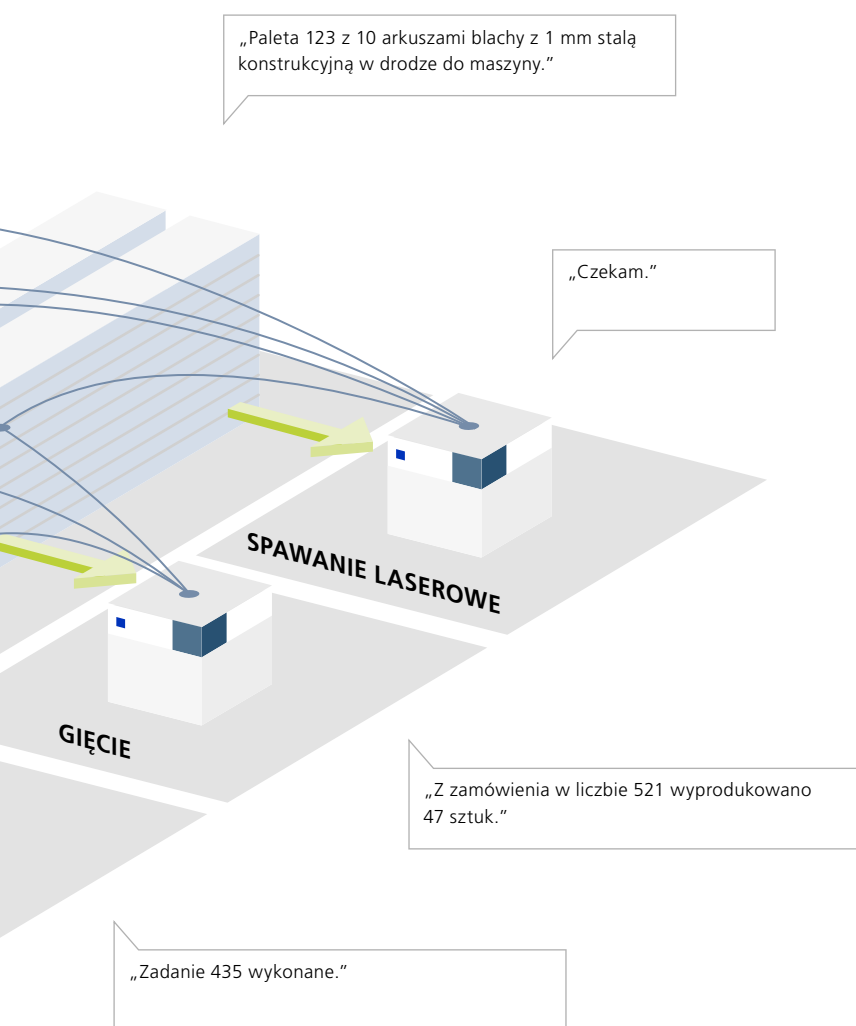 „Paleta 123 z 10 arkuszami blachy z 1 mm stalą
konstrukcyjną w drodze do maszyny.”
„Czekam.”
SPAWANIE LASEROWE
GIĘCIE
„Z zamówienia w liczbie 521 wyprodukowano
47 sztuk.”
„Zadanie 435 wykonane.”